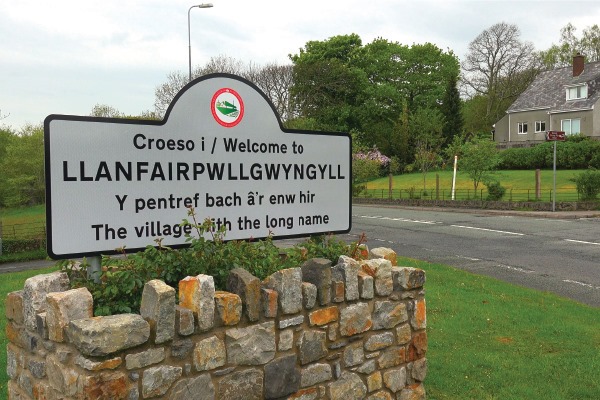 Croeso i / Welcome to
LLANFAIRPWLLGWYNGYLL
Y pentref bach â'r enw hir
The village with the long name